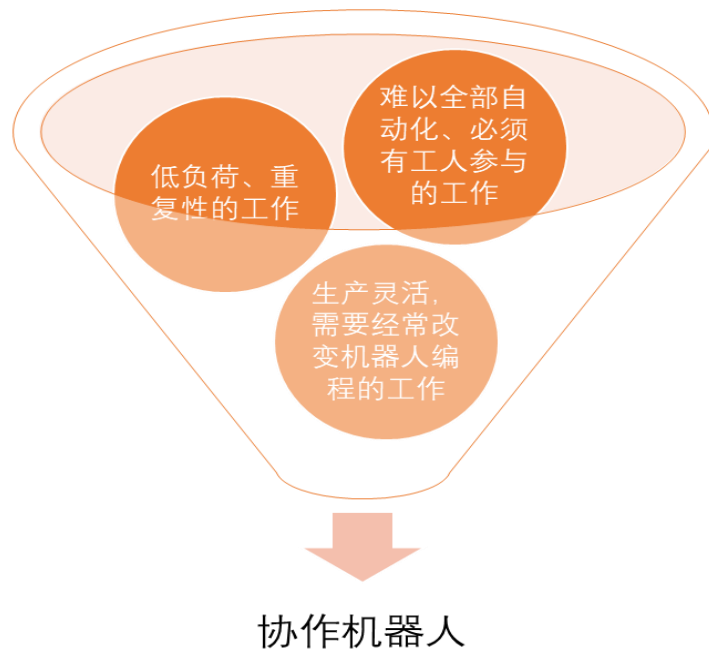 难以全部自
动化、必须
有工人参与
的工作
低负荷、重
复性的工作
生产灵活,
需要经常改
变机器人编
程的工作
协作机器人